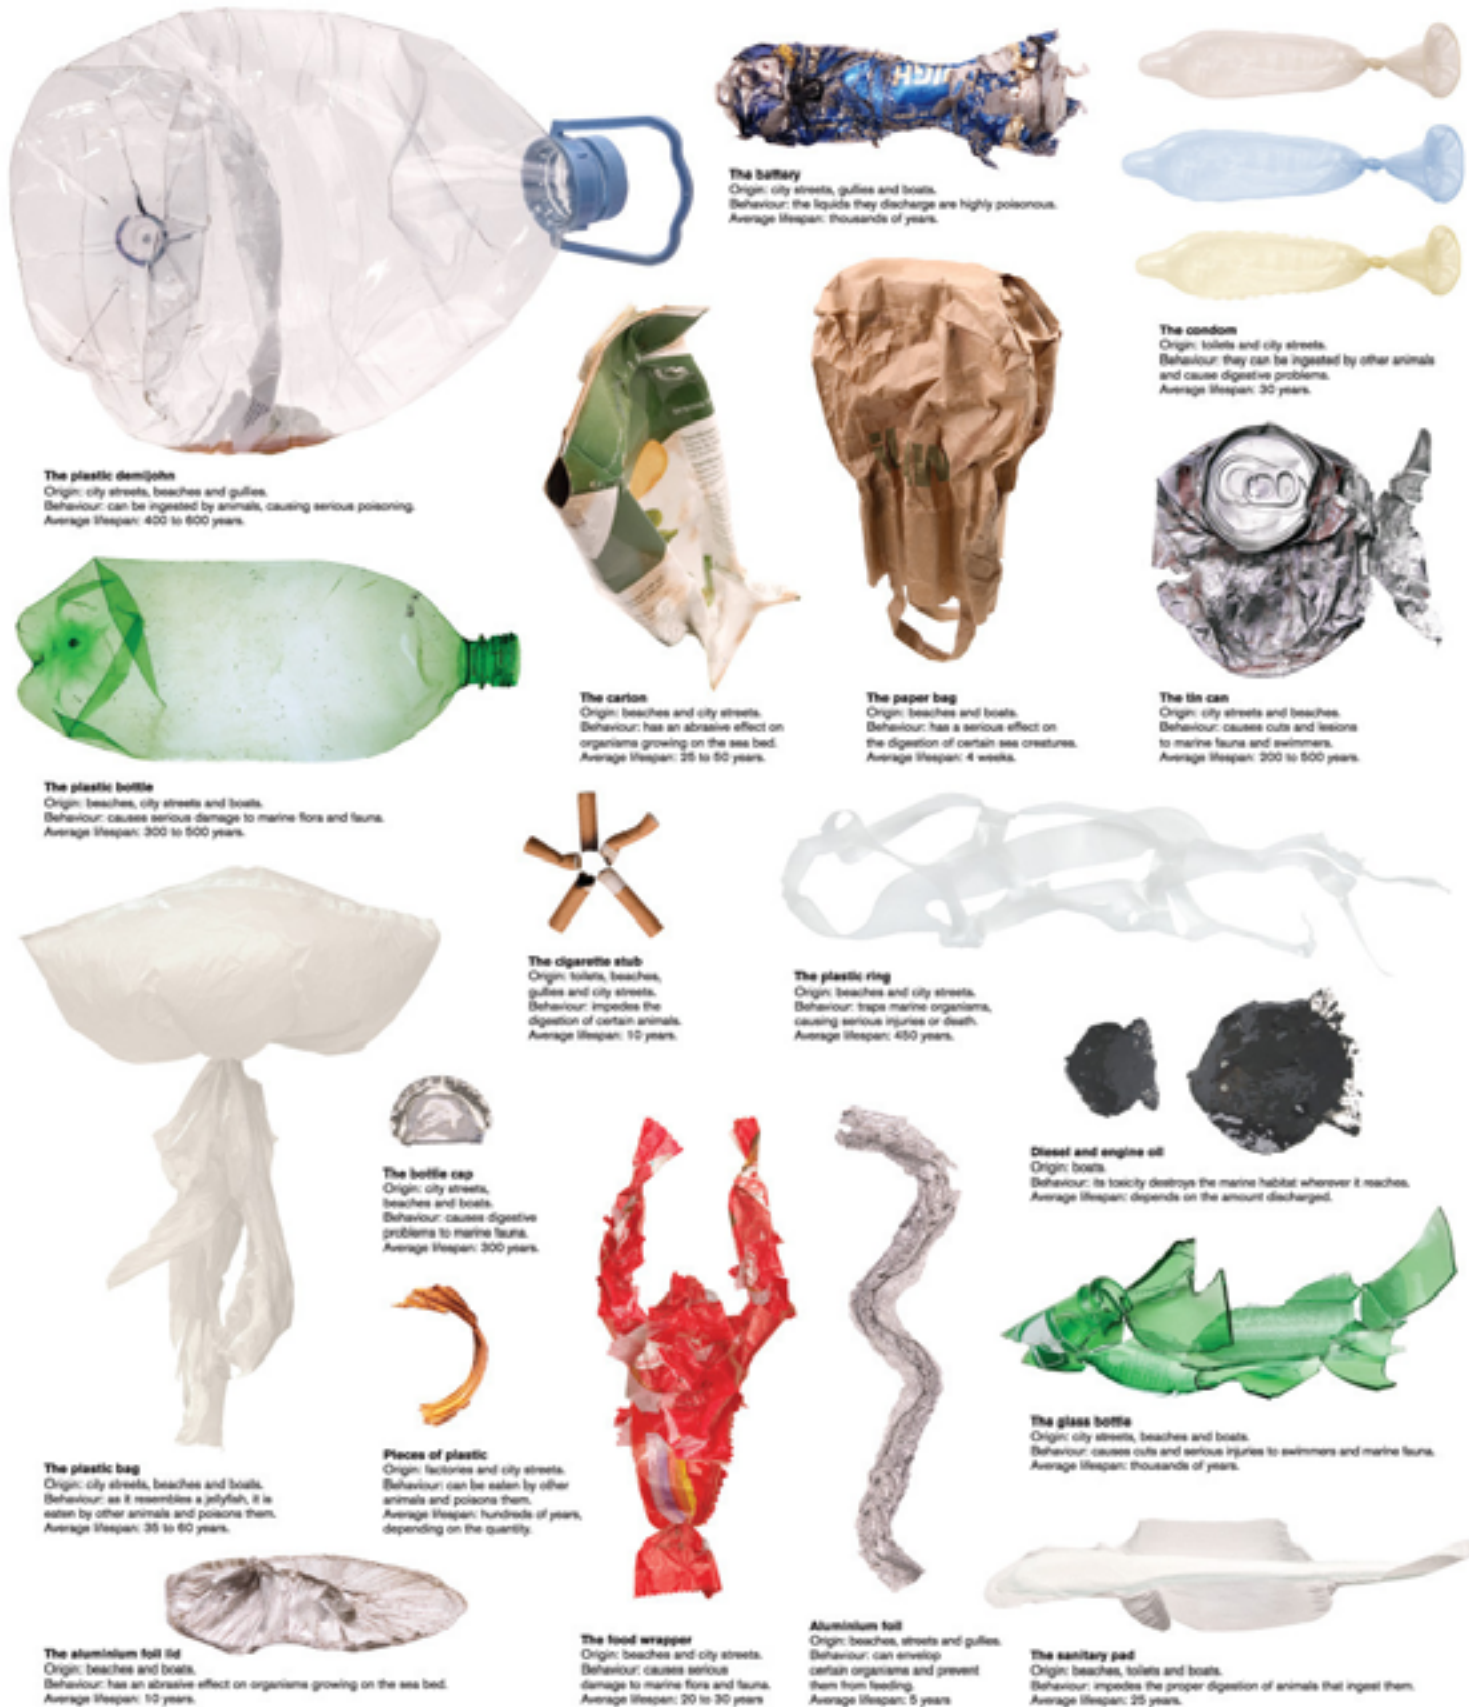 HGIH
The battery
Origin: city streets, gullies and boats.
Behaviour: the liquids they discharge are highly poisonous.
Average lifespan: thousands of years.
The condom
Origin: toilets and city streets.
Behaviour: they can be ingested by other animals
and cause digestive problems.
Average lifespan: 30 years.
The plastic demijohn
Origin: city streets, beaches and gullies.
Behaviour: can be ingested by animals, causing serious poisoning.
Average lifespan: 400 to 600 years.
The carton
Origin: beaches and city streets.
Behaviour: has an abrasive effect on
organisms growing on the sea bed.
Average lifespan: 25 to 50 years.
The paper bag
Origin: beaches and boats.
Behaviour: has a serious effect on
the digestion of certain sea creatures.
Average lifespan: 4 weeks.
The tin can
Origin: city streets and beaches.
Behaviour: causes cuts and lesions
to marine fauna and swimmers.
Average lifespan: 200 to 500 years.
The plastic bottle
Origin: beaches, city streets and boats.
Behaviour: causes serious damage to marine flora and fauna.
Average lifespan: 300 to 500 years.
The cigarette stub
Origin: toilets, beaches,
gullies and city streets.
Behaviour: impedes the
digestion of certain animals.
Average lifespan: 10 years.
The plastic ring
Origin: beaches and city streets.
Behaviour: traps marine organisms,
causing serious injuries or death.
Average lifespan: 450 years.
Diesel and engine oil
Origin: boats.
Behaviour: its toxicity destroys the marine habitat wherever it reaches.
Average lifespan: depends on the amount discharged.
The bottle cap
Origin: city streets,
beaches and boats.
Behaviour: causes digestive
problems to marine fauna.
Average lifespan: 300 years.
The glass bottle
Origin: city streets, beaches and boats.
Behaviour: causes cuts and serious injuries to swimmers and marine fauna.
Average lifespan: thousands of years.
The plastic bag
Origin: city streets, beaches and boats.
Behaviour: as it resembles a jellyfish, it is
eaten by other animals and poisons them.
Average lifespan: 35 to 60 years.
Pieces of plastic
Origin: factories and city streets.
Behaviour: can be eaten by other
animals and poisons them.
Average lifespan: hundreds of years,
depending on the quantity.
The aluminium foil lid
Origin: beaches and boats.
Behaviour: has an abrasive effect on organisms growing on the sea bed.
Average lifespan: 10 years.
The food wrapper
Origin: beaches and city streets.
Behaviour: causes serious
damage to marine flora and fauna.
Average lifespan: 20 to 30 years
Aluminium foil
Origin: beaches, streets and gullies.
Behaviour: can envelop
certain organisms and prevent
them from feeding.
Average lifespan: 5 years
The sanitary pad
Origin: beaches, toilets and boats.
Behaviour: impedes the proper digestion of animals that ingest them.
Average lifespan: 25 years.